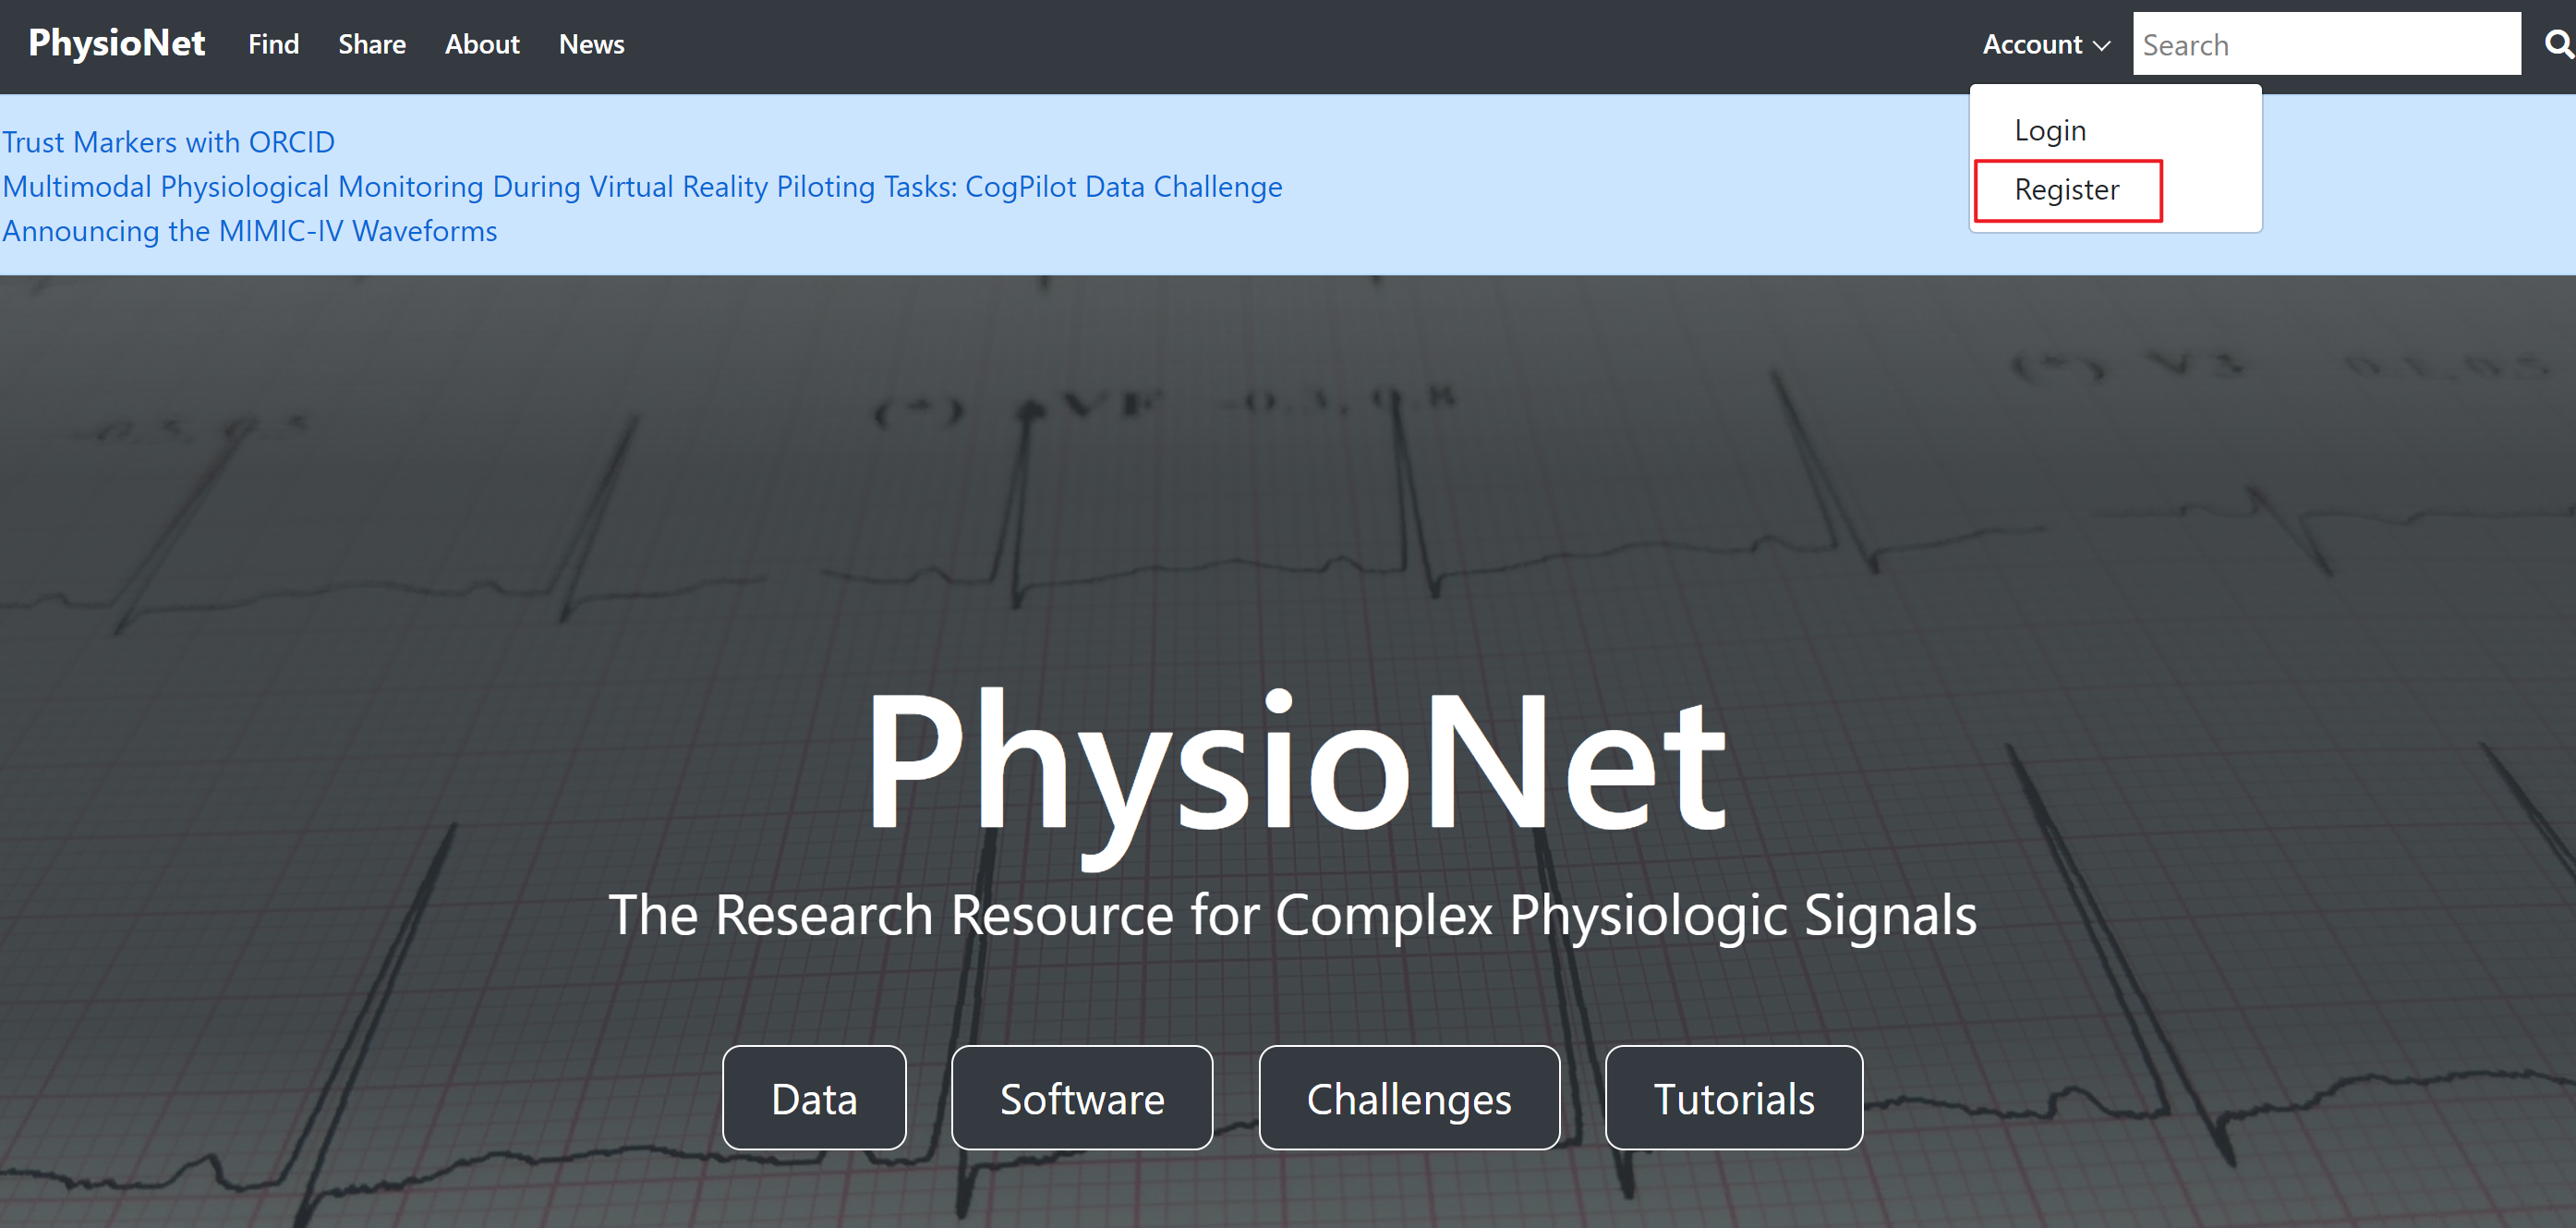 PhysioNet Find Share About News Account Search
Login
Register
Trust Markers with ORCID
Multimodal Physiological Monitoring During Virtual Reality Piloting Tasks: CogPilot Data Challenge
Announcing the MIMIC-IV Waveforms
PhysioNet
The Research Resource for Complex Physiologic Signals
Data Software Challenges Tutorials